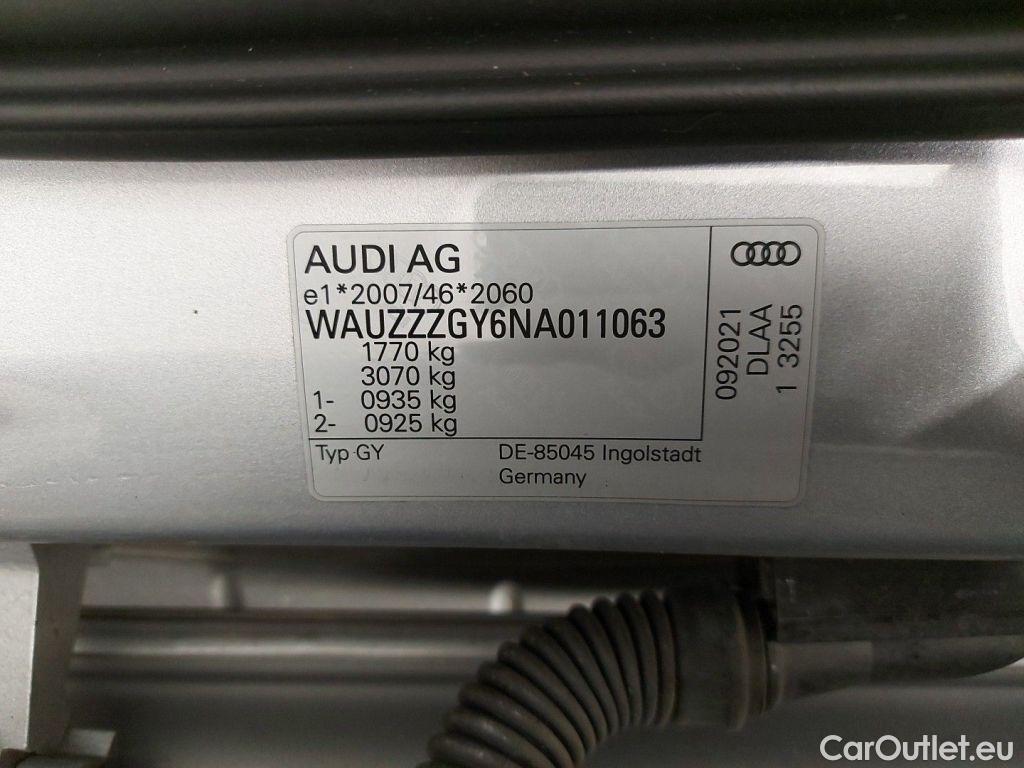 AUDI AG
e1*2007/46*2060
WAUZZZGY6NA011063
1770 kg
3070 kg
1- 0935 kg
2- 0925 kg
Typ GY DE-85045 Ingolstadt
Germany
092021
DLAA
1 3255
CarOutlet.eu